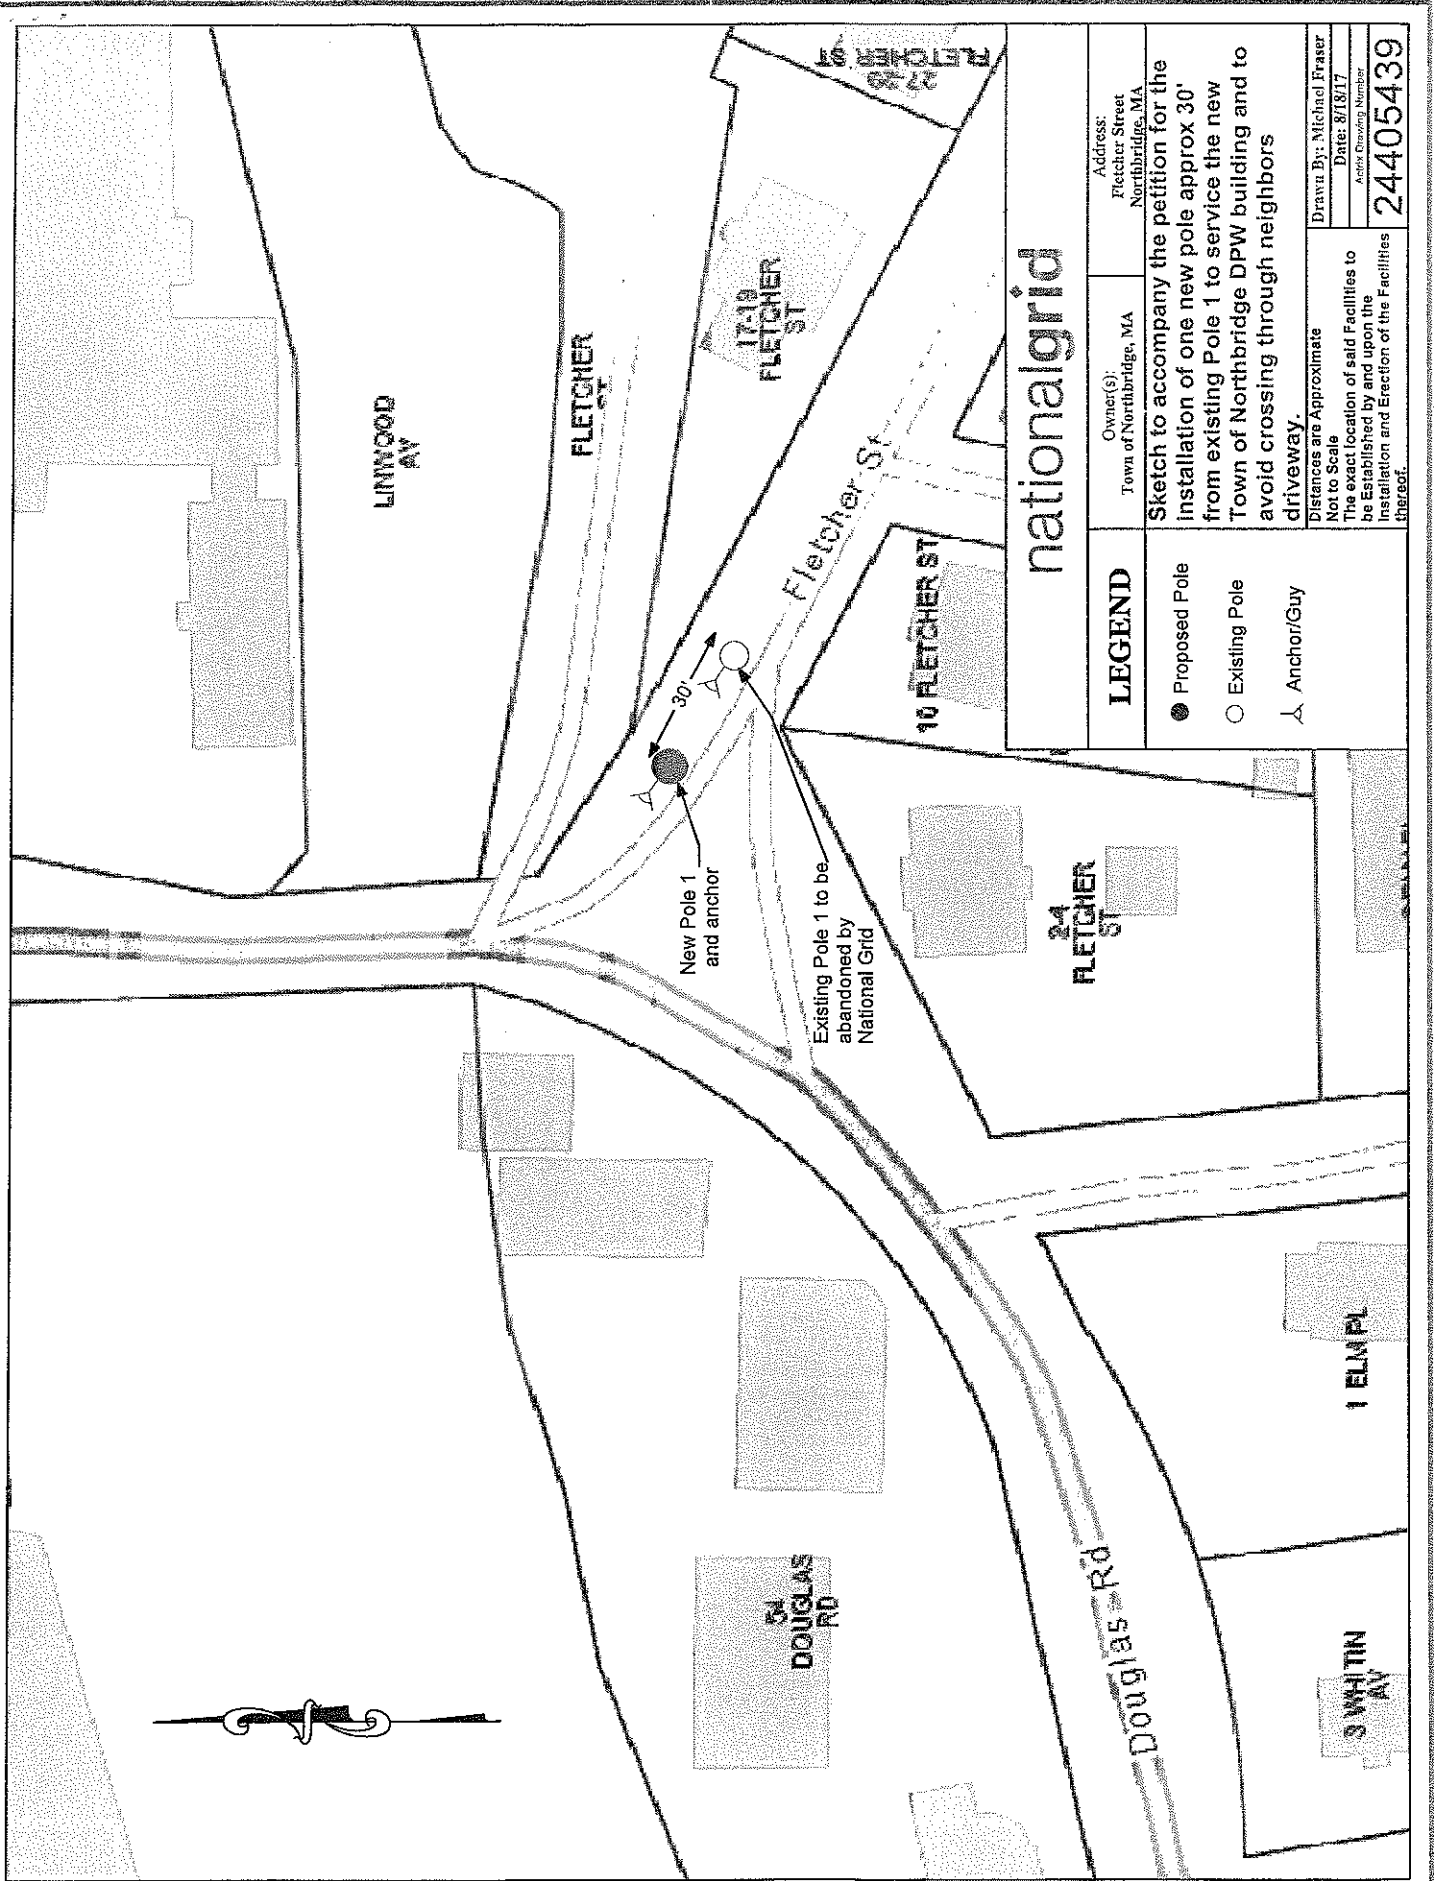 LINWOOD
AV
FLETCHER
ST
17-19
FLETCHER
ST
FLETCHER ST
Fletcher St
30'
New Pole 1
and anchor
Existing Pole 1 to be
abandoned by
National Grid
10 FLETCHER ST
2-4
FLETCHER
ST
51
DOUGLAS
RD
Douglas Rd
1 ELM PL
3 WHITIN
AV
nationalgrid
LEGEND
Proposed Pole
Existing Pole
Anchor/Guy
Owner(s):
Town of Northbridge, MA
Address:
Fletcher Street
Northbridge, MA
Sketch to accompany the petition for the
installation of one new pole approx 30'
from existing Pole 1 to service the new
Town of Northbridge DPW building and to
avoid crossing through neighbors
driveway.
Distances are Approximate
Not to Scale
The exact location of said Facilities to
be Established by and upon the
Installation and Erection of the Facilities
thereof.
Drawn By: Michael Fraser
Date: 8/18/17
Drawing Number
24405439